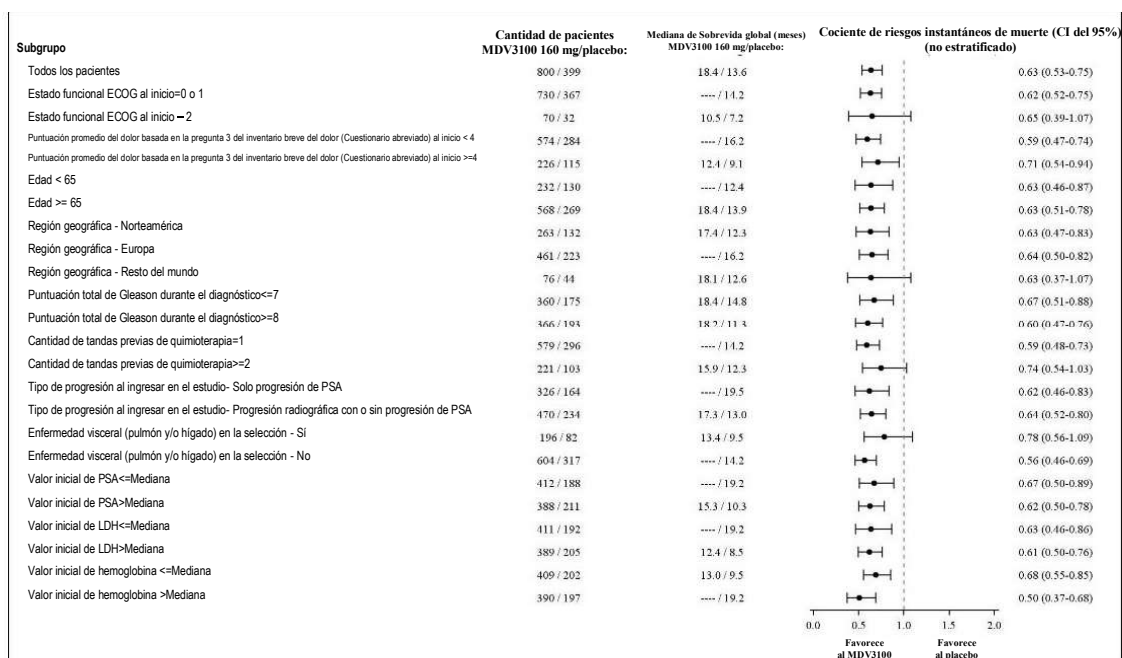 Subgrupo Cantidad de pacientes MDV3100 160 mg/placebo: Mediana de Sobrevida global (meses) MDV3100 160 mg/placebo: Cociente de riesgos instantáneos de muerte (CI del 95%) (no estratificado)
Todos los pacientes 800 / 399 18.4 / 13.6 0.63 (0.53-0.75)
Estado funcional ECOG al inicio=0 o 1 730 / 367 ---- / 14.2 0.62 (0.52-0.75)
Estado funcional ECOG al inicio – 2 70 / 32 10.5 / 7.2 0.65 (0.39-1.07)
Puntuación promedio del dolor basada en la pregunta 3 del inventario breve del dolor (Cuestionario abreviado) al inicio < 4 574 / 284 ---- / 16.2 0.59 (0.47-0.74)
Puntuación promedio del dolor basada en la pregunta 3 del inventario breve del dolor (Cuestionario abreviado) al inicio >=4 226 / 115 12.4 / 9.1 0.71 (0.54-0.94)
Edad < 65 232 / 130 ---- / 12.4 0.63 (0.46-0.87)
Edad >= 65 568 / 269 18.4 / 13.9 0.63 (0.51-0.78)
Región geográfica - Norteamérica 263 / 132 17.4 / 12.3 0.63 (0.47-0.83)
Región geográfica - Europa 461 / 223 ---- / 16.2 0.64 (0.50-0.82)
Región geográfica - Resto del mundo 76 / 44 18.1 / 12.6 0.63 (0.37-1.07)
Puntuación total de Gleason durante el diagnóstico<=7 360 / 175 18.4 / 14.8 0.67 (0.51-0.88)
Puntuación total de Gleason durante el diagnóstico>=8 366 / 193 18.2 / 11.3 0.60 (0.47-0.76)
Cantidad de tandas previas de quimioterapia=1 579 / 296 ---- / 14.2 0.59 (0.48-0.73)
Cantidad de tandas previas de quimioterapia>=2 221 / 103 15.9 / 12.3 0.74 (0.54-1.03)
Tipo de progresión al ingresar en el estudio- Solo progresión de PSA 326 / 164 ---- / 19.5 0.62 (0.46-0.83)
Tipo de progresión al ingresar en el estudio- Progresión radiográfica con o sin progresión de PSA 470 / 234 17.3 / 13.0 0.64 (0.52-0.80)
Enfermedad visceral (pulmón y/o hígado) en la selección - Sí 196 / 82 13.4 / 9.5 0.78 (0.56-1.09)
Enfermedad visceral (pulmón y/o hígado) en la selección - No 604 / 317 ---- / 14.2 0.56 (0.46-0.69)
Valor inicial de PSA<=Mediana 412 / 188 ---- / 19.2 0.67 (0.50-0.89)
Valor inicial de PSA>Mediana 388 / 211 15.3 / 10.3 0.62 (0.50-0.78)
Valor inicial de LDH<=Mediana 411 / 192 ---- / 19.2 0.63 (0.46-0.86)
Valor inicial de LDH>Mediana 389 / 205 12.4 / 8.5 0.61 (0.50-0.76)
Valor inicial de hemoglobina <=Mediana 409 / 202 13.0 / 9.5 0.68 (0.55-0.85)
Valor inicial de hemoglobina >Mediana 390 / 197 ---- / 19.2 0.50 (0.37-0.68)
0.0 0.5 1.0 1.5 2.0
Favorece al MDV3100 Favorece al placebo